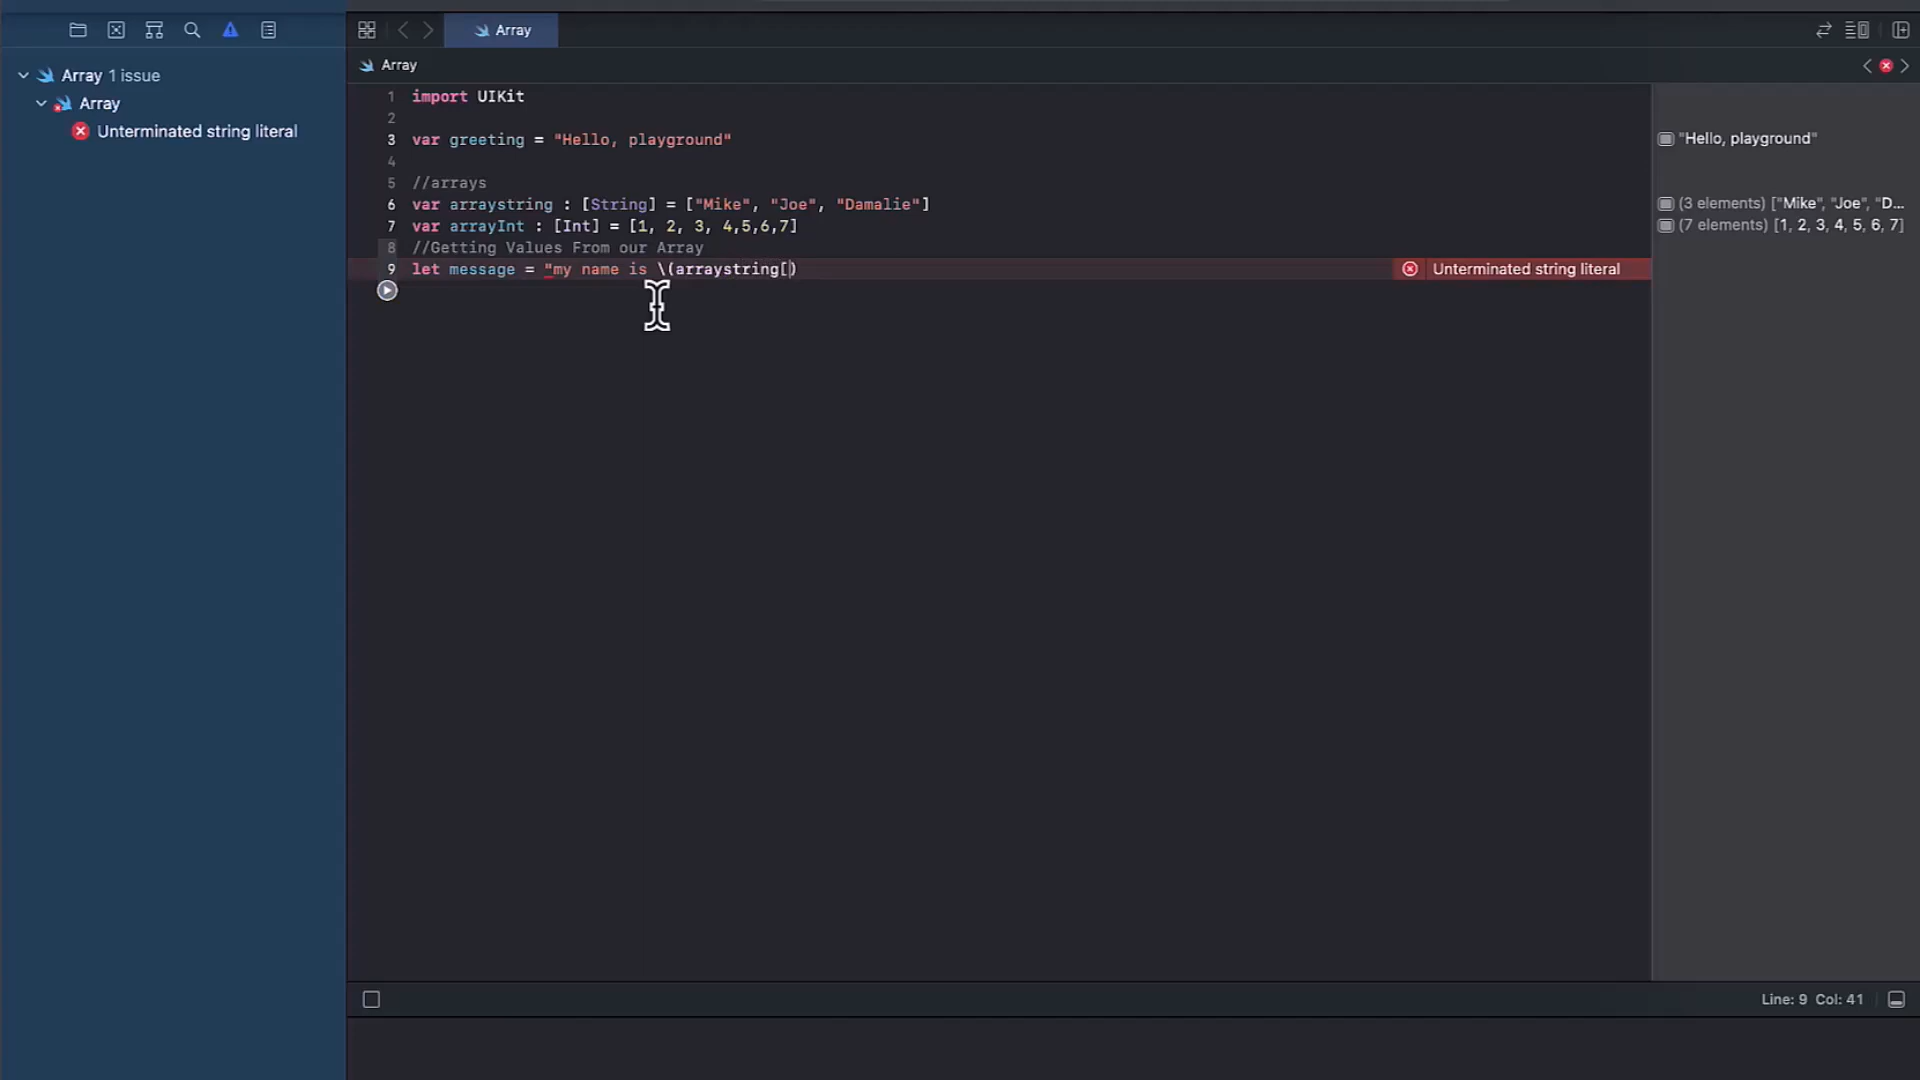 Array
Array 1 issue
Array
Unterminated string literal
Array
1 import UIKit
2
3 var greeting = "Hello, playground"
4
5 //arrays
6 var arraystring : [String] = ["Mike", "Joe", "Damalie"]
7 var arrayInt : [Int] = [1, 2, 3, 4,5,6,7]
8 //Getting Values From our Array
9 let message = "my name is \(arraystring[)
Unterminated string literal
"Hello, playground"
(3 elements) ["Mike", "Joe", "D...
(7 elements) [1, 2, 3, 4, 5, 6, 7]
Line: 9 Col: 41